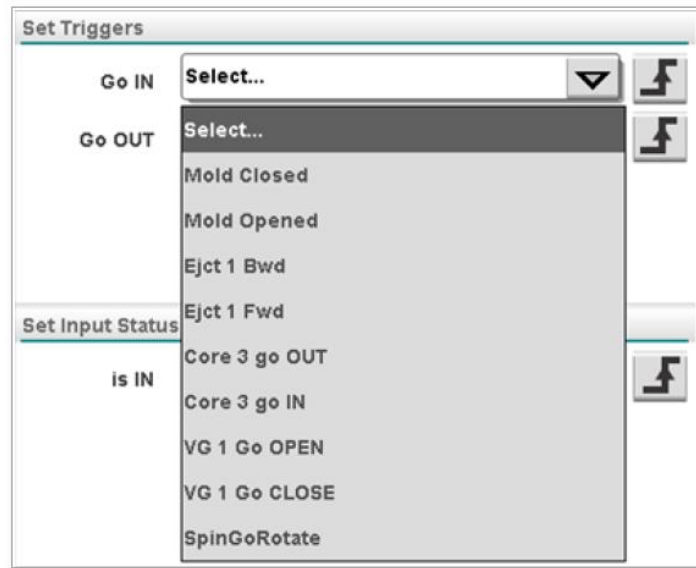 Set Triggers
Go IN Select...
Go OUT Select...
Mold Closed
Mold Opened
Ejct 1 Bwd
Ejct 1 Fwd
Set Input Status
Core 3 go OUT
is IN
Core 3 go IN
VG 1 Go OPEN
VG 1 Go CLOSE
SpinGoRotate